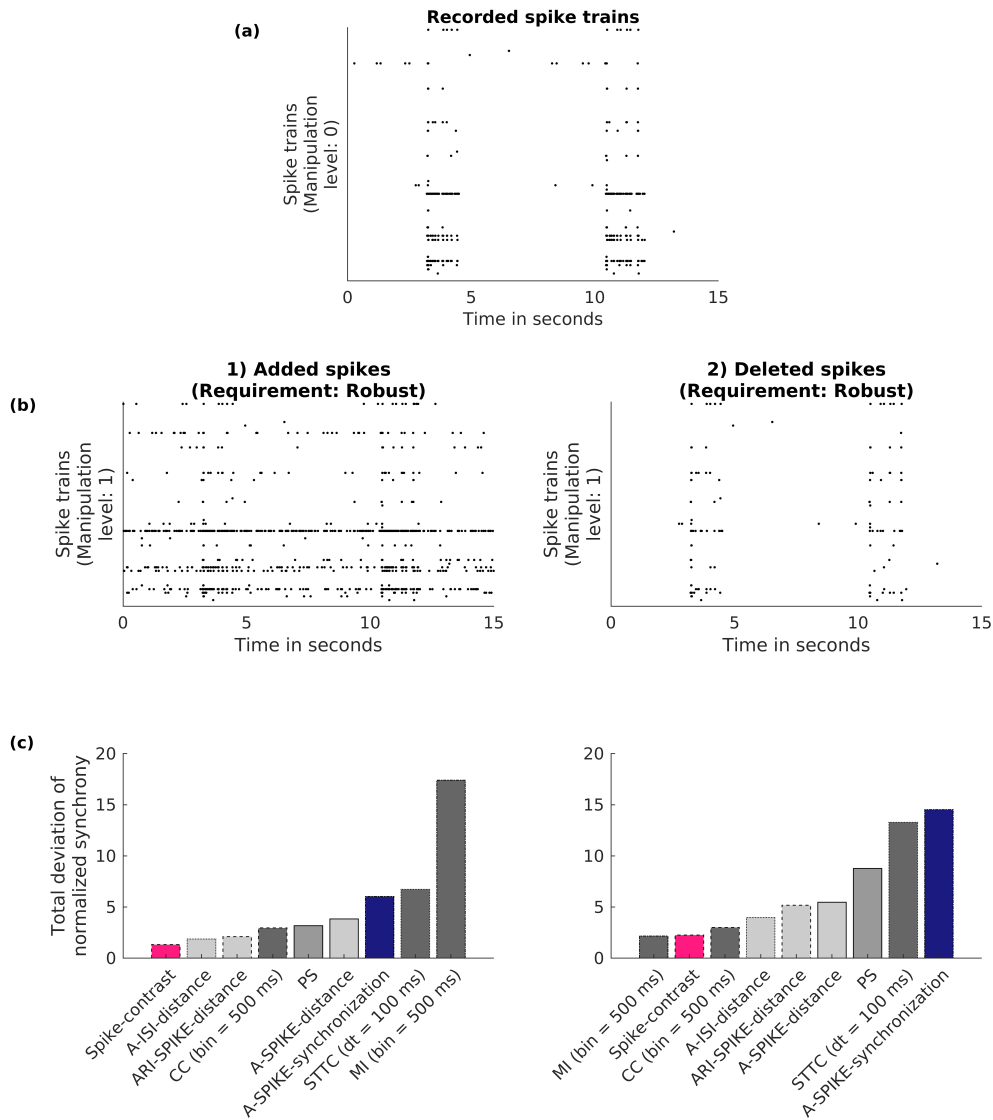 (a)
Recorded spike trains
Spike trains
(Manipulation
level: 0)
0
5
10
15
Time in seconds
(b)
1) Added spikes
(Requirement: Robust)
Spike trains
(Manipulation
level: 1)
0
5
10
15
Time in seconds
2) Deleted spikes
(Requirement: Robust)
Spike trains
(Manipulation
level: 1)
0
5
10
15
Time in seconds
(c)
Total deviation of
normalized synchrony
20
15
10
5
0
Spike-contrast
A-ISI-distance
ARI-SPIKE-distance
CC (bin = 500 ms)
PS
A-SPIKE-distance
A-SPIKE-synchronization
STTC (dt = 100 ms)
MI (bin = 500 ms)
20
15
10
5
0
MI (bin = 500 ms)
Spike-contrast
CC (bin = 500 ms)
A-ISI-distance
ARI-SPIKE-distance
A-SPIKE-distance
PS
STTC (dt = 100 ms)
A-SPIKE-synchronization